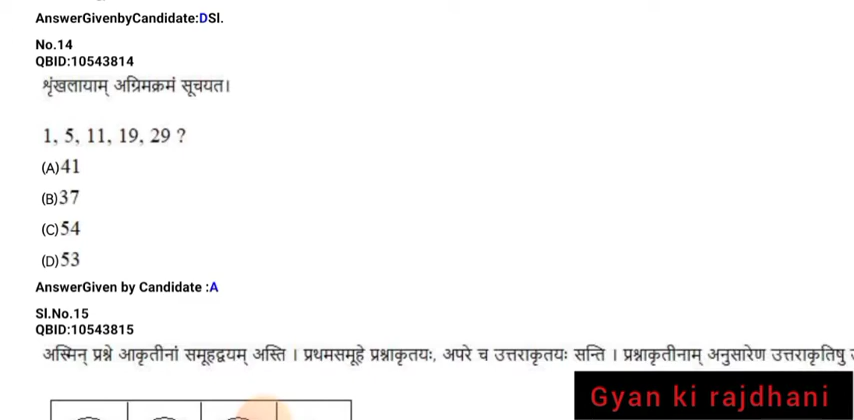 AnswerGivenbyCandidate:DSl.
No.14
QBID:10543814
शृंखलायाम् अग्रिमक्रमं सूचयत।
1, 5, 11, 19, 29 ?
(A)41
(B)37
(C)54
(D)53
AnswerGiven by Candidate :A
Sl.No.15
QBID:10543815
अस्मिन् प्रश्ने आकृतीनां समूहद्वयम् अस्ति । प्रथमसमूहे प्रश्नाकृतयः, अपरे च उत्तराकृतयः सन्ति । प्रश्नाकृतीनाम् अनुसारेण उत्तराकृतिषु
Gyan ki rajdhani